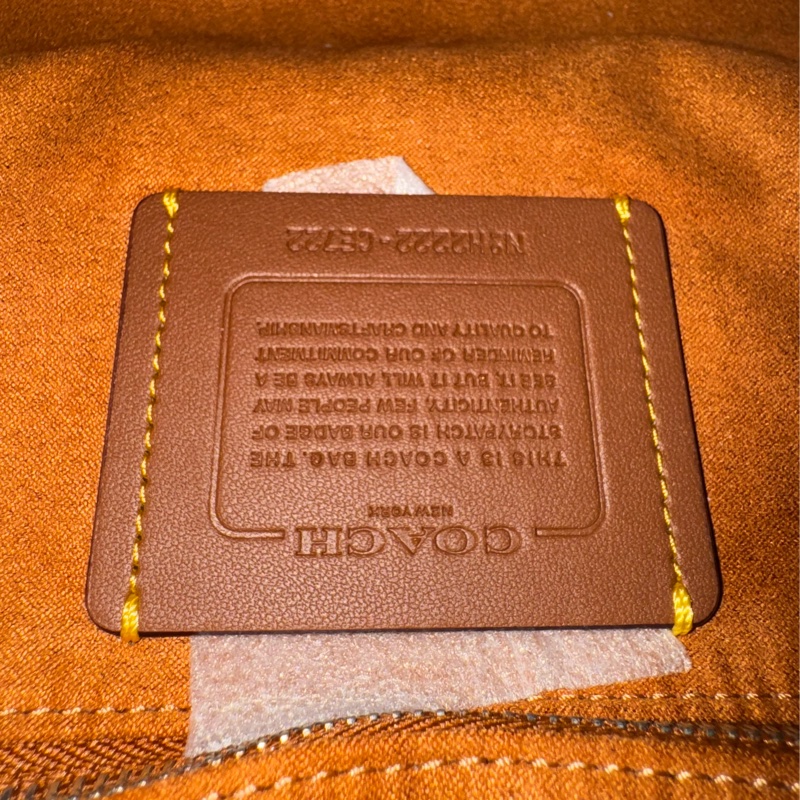 COACH
NEW YORK
THIS IS A COACH BAG. THE
STORYPATCH IS OUR BADGE OF
AUTHENTICITY. FEW PEOPLE MAY
SEE IT, BUT IT WILL ALWAYS BE A
REMINDER OF OUR COMMITMENT
TO QUALITY AND CRAFTSMANSHIP.
Nº H2222-CE722